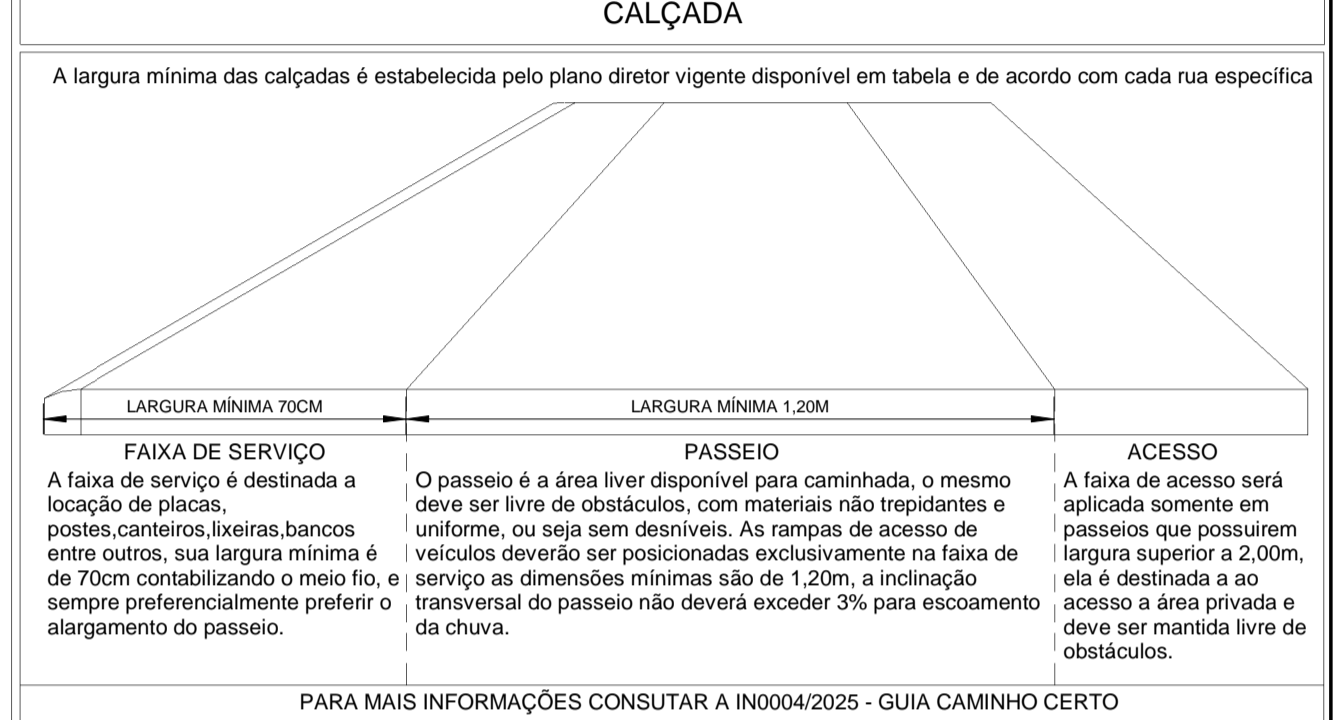 CALÇADA
A largura mínima das calçadas é estabelecida pelo plano diretor vigente disponível em tabela e de acordo com cada rua específica
LARGURA MÍNIMA 70CM
LARGURA MÍNIMA 1,20M
FAIXA DE SERVIÇO
A faixa de serviço é destinada a
locação de placas,
postes,canteiros,lixeiras,bancos
entre outros, sua largura mínima é
de 70cm contabilizando o meio fio, e
sempre preferencialmente preferir o
alargamento do passeio.
PASSEIO
O passeio é a área liver disponível para caminhada, o mesmo
deve ser livre de obstáculos, com materiais não trepidantes e
uniforme, ou seja sem desníveis. As rampas de acesso de
veículos deverão ser posicionadas exclusivamente na faixa de
serviço as dimensões mínimas são de 1,20m, a inclinação
transversal do passeio não deverá exceder 3% para escoamento
da chuva.
ACESSO
A faixa de acesso será
aplicada somente em
passeios que possuirem
largura superior a 2,00m,
ela é destinada a ao
acesso a área privada e
deve ser mantida livre de
obstáculos.
PARA MAIS INFORMAÇÕES CONSUTAR A IN0004/2025 - GUIA CAMINHO CERTO